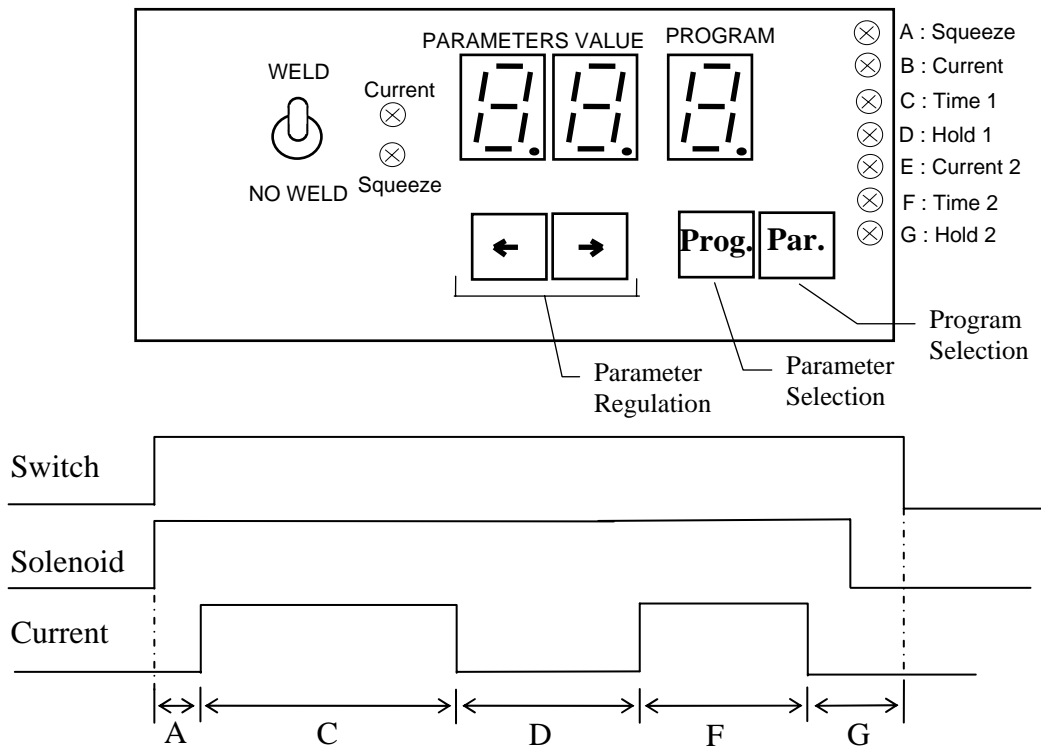 PARAMETERS VALUE
PROGRAM
WELD
NO WELD
Current
Squeeze
A : Squeeze
B : Current
C : Time 1
D : Hold 1
E : Current 2
F : Time 2
G : Hold 2
← →
Prog. Par.
Program
Selection
Parameter
Selection
Parameter
Regulation
Switch
Solenoid
Current
A C D F G